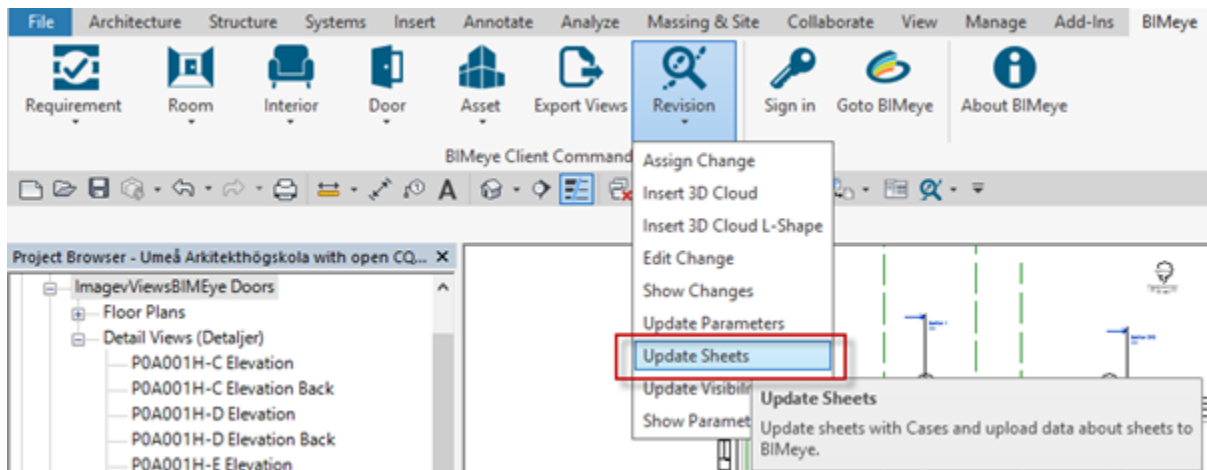 File Architecture Structure Systems Insert Annotate Analyze Massing & Site Collaborate View Manage Add-Ins BIMeye
Requirement Room Interior Door Asset Export Views Revision Sign in Goto BIMeye About BIMeye
BIMeye Client Command
Assign Change
Insert 3D Cloud
Insert 3D Cloud L-Shape
Edit Change
Show Changes
Update Parameters
Update Sheets
Update Visibili
Show Paramet
Update Sheets
Update sheets with Cases and upload data about sheets to
BIMeye.
Project Browser - Umeå Arkitekthögskola with open CQ...
ImagevViewsBIMEye Doors
Floor Plans
Detail Views (Detaljer)
P0A001H-C Elevation
P0A001H-C Elevation Back
P0A001H-D Elevation
P0A001H-D Elevation Back
P0A001H-E Elevation